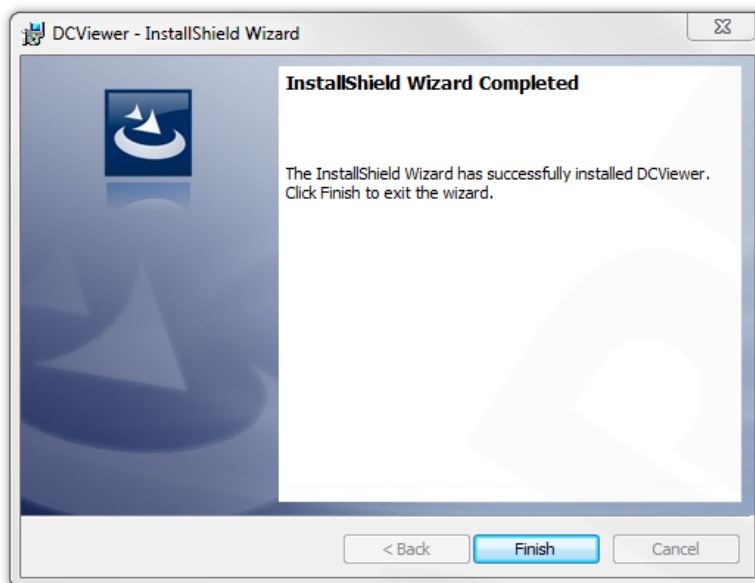 DCViewer - InstallShield Wizard
InstallShield Wizard Completed
The InstallShield Wizard has successfully installed DCViewer.
Click Finish to exit the wizard.
< Back
Finish
Cancel